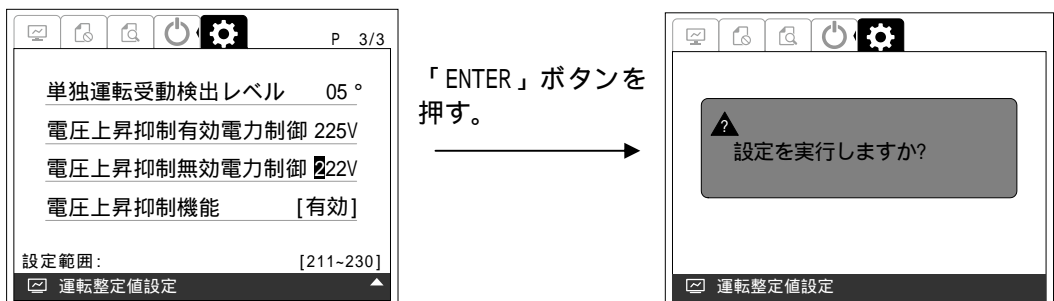 P 3/3
単独運転受動検出レベル 05°
電圧上昇抑制有効電力制御 225V
電圧上昇抑制無効電力制御 222V
電圧上昇抑制機能 [有効]
設定範囲: [211~230]
運転整定値設定
「ENTER」ボタンを
押す。
?
設定を実行しますか?
運転整定値設定